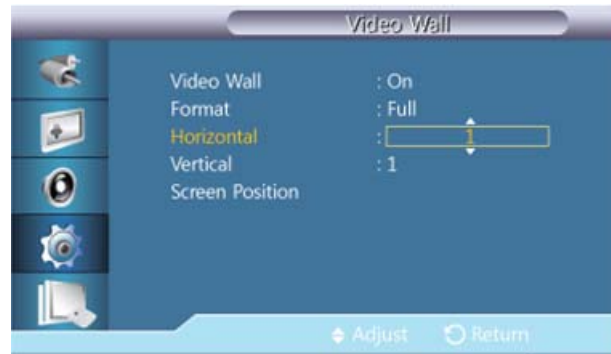 Video Wall
Video Wall : On
Format : Full
Horizontal : 1
Vertical : 1
Screen Position
Adjust Return